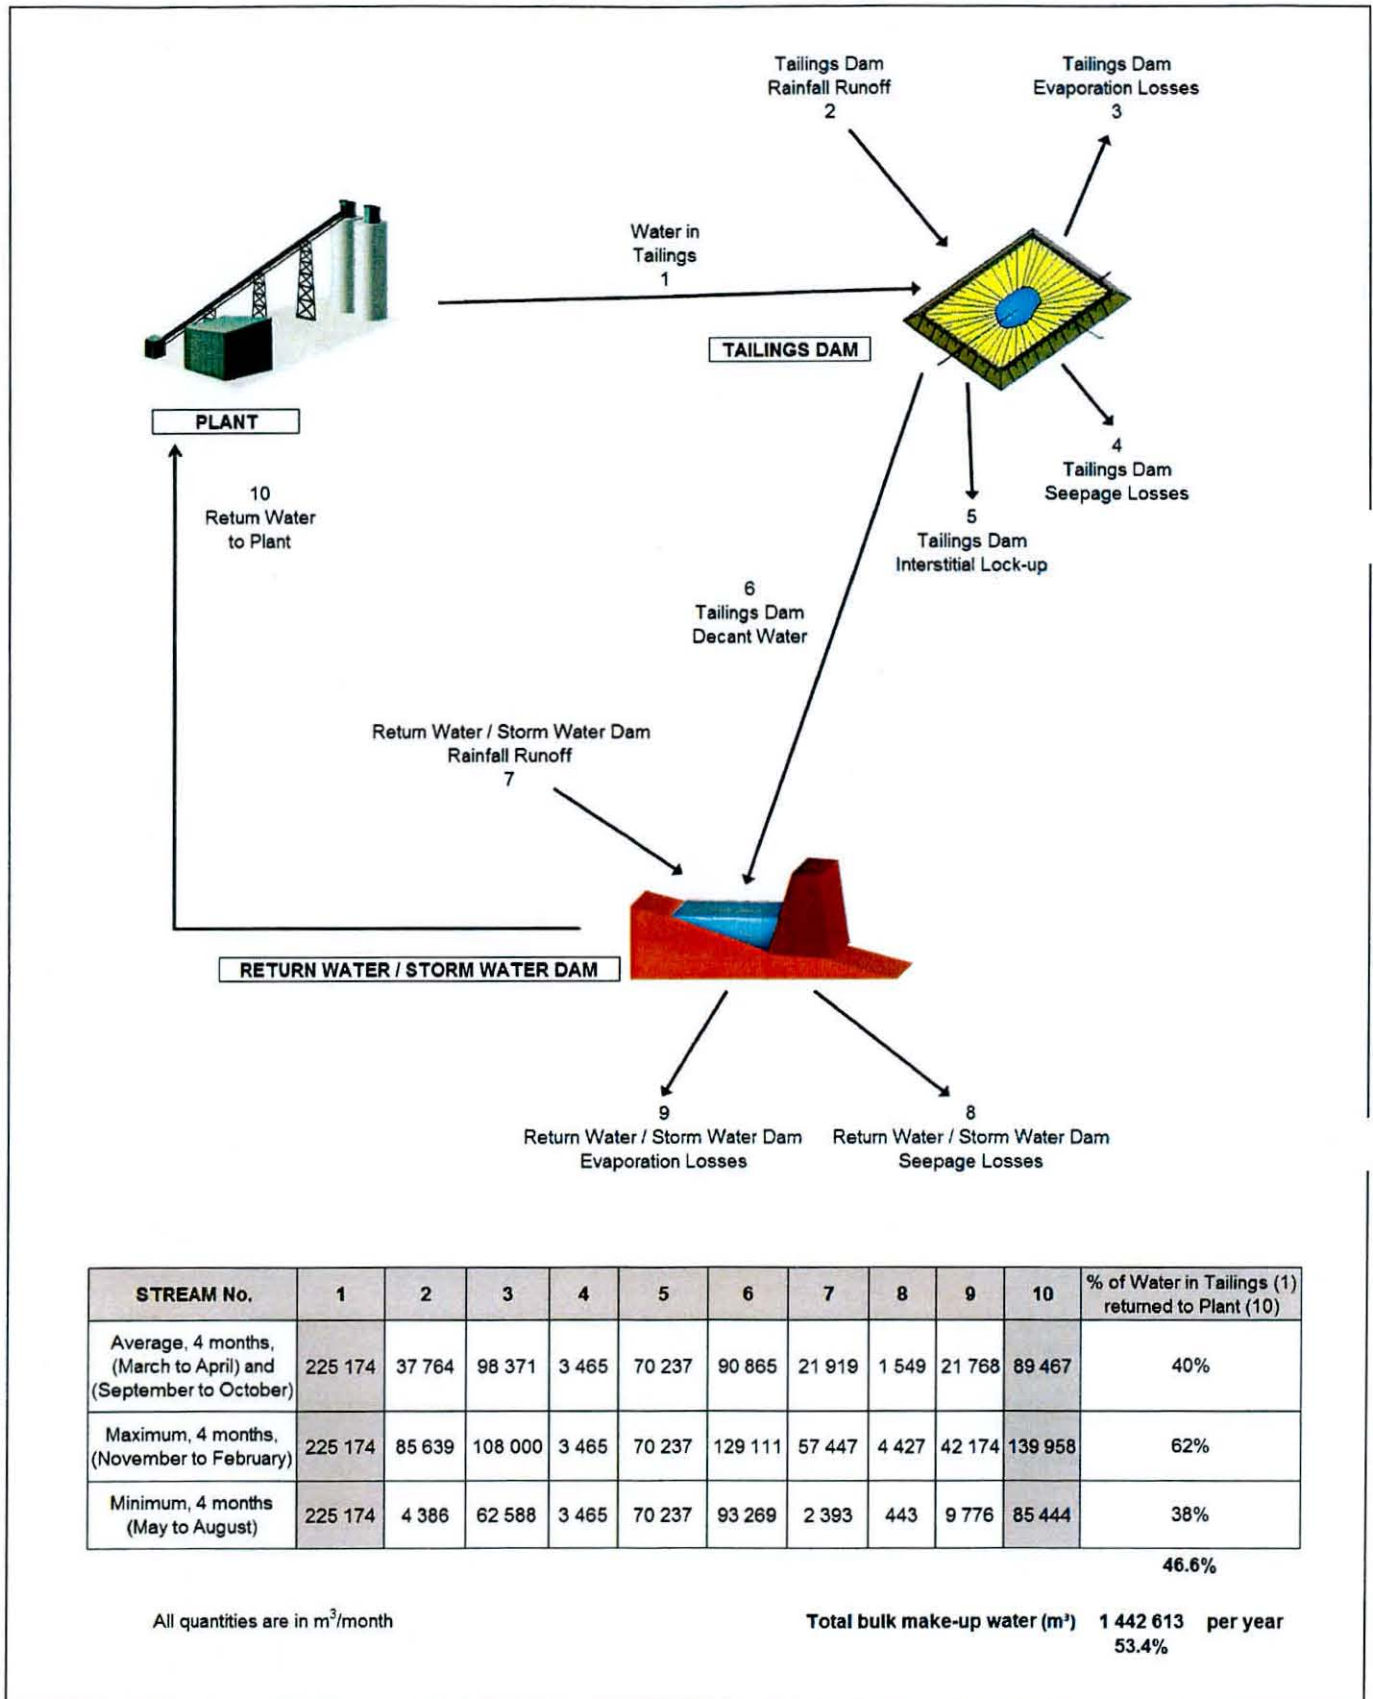 Tailings Dam
Rainfall Runoff
2
Tailings Dam
Evaporation Losses
3
Water in
Tailings
1
TAILINGS DAM
PLANT
4
Tailings Dam
Seepage Losses
10
Return Water
to Plant
5
Tailings Dam
Interstitial Lock-up
6
Tailings Dam
Decant Water
Return Water / Storm Water Dam
Rainfall Runoff
7
RETURN WATER / STORM WATER DAM
9
Return Water / Storm Water Dam
Evaporation Losses
8
Return Water / Storm Water Dam
Seepage Losses
STREAM No. 1 2 3 4 5 6 7 8 9 10 % of Water in Tailings (1)
returned to Plant (10)
Average, 4 months,
(March to April) and
(September to October)
225 174 37 764 98 371 3 465 70 237 90 865 21 919 1 549 21 768 89 467 40%
Maximum, 4 months,
(November to February)
225 174 85 639 108 000 3 465 70 237 129 111 57 447 4 427 42 174 139 958 62%
Minimum, 4 months
(May to August)
225 174 4 386 62 588 3 465 70 237 93 269 2 393 443 9 776 85 444 38%
46.6%
All quantities are in m³/month
Total bulk make-up water (m³) 1 442 613 per year
53.4%